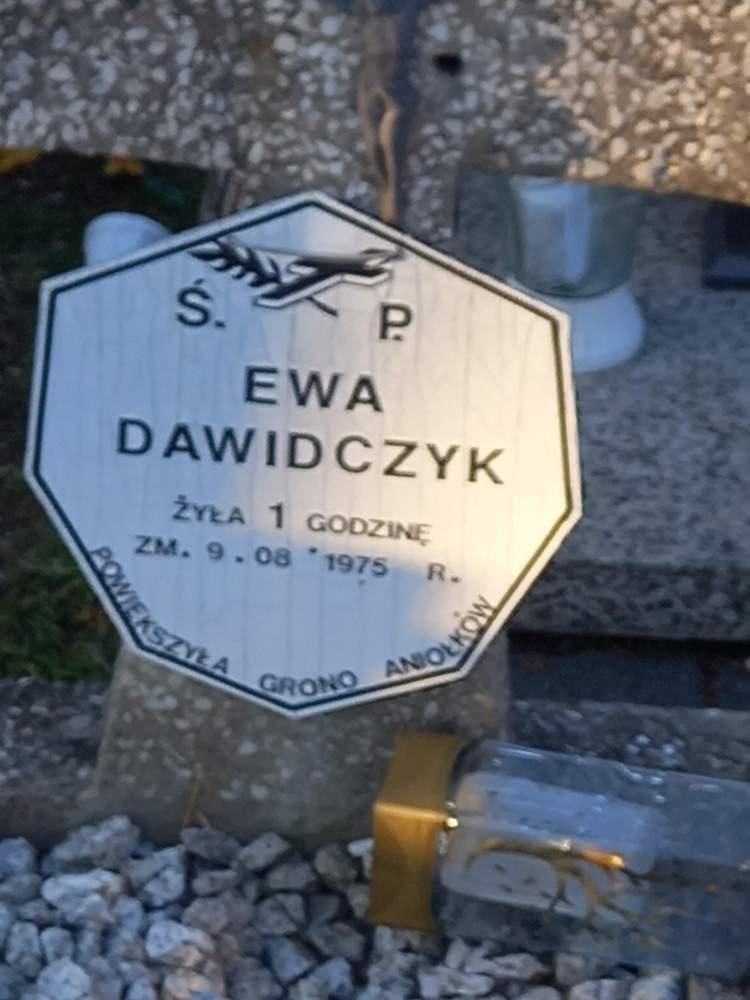 Ś. P.
EWA
DAWIDCZYK
ŻYŁA 1 GODZINĘ
ZM. 9.08 1975 R.
POWIĘKSZYŁA GRONO ANIOŁKÓW